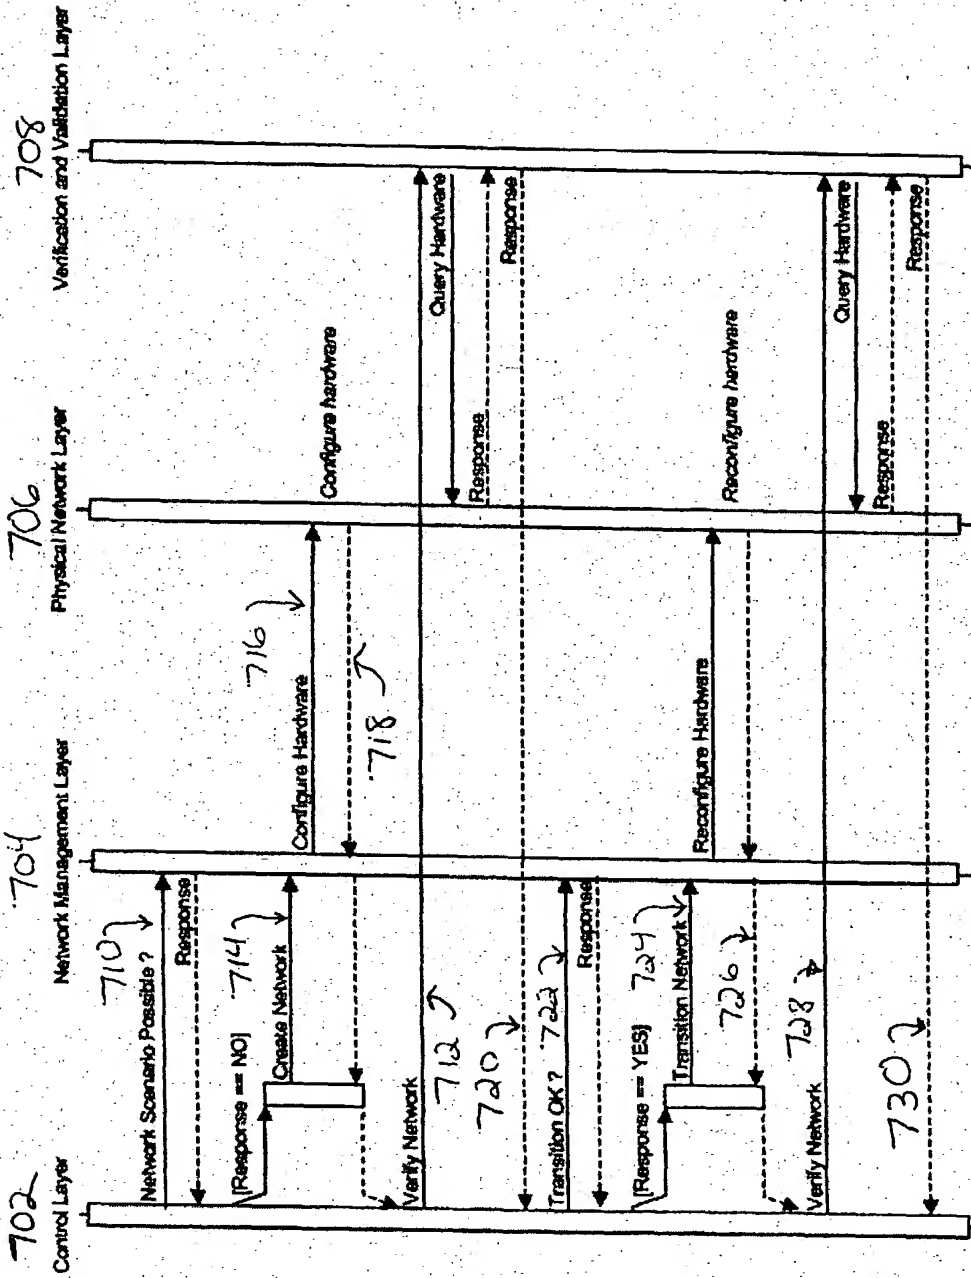 702
Control Layer
704
Network Management Layer
706
Physical Network Layer
708
Verification and Validation Layer
Network Scenario Possible ?
710
Response
[Response == NO]
714
Create Network
Configure Hardware
716
Configure hardware
718
Verify Network
712
Query Hardware
Response
720
Response
Transition OK ?
722
Response
[Response == YES]
724
Transition Network
Reconfigure Hardware
Reconfigure hardware
726
Verify Network
728
Query Hardware
Response
730
Response